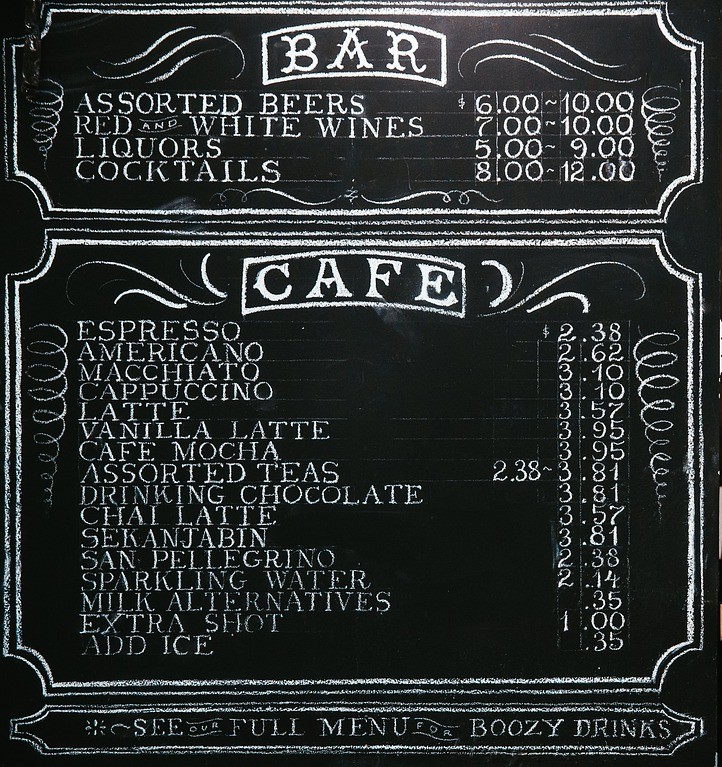 BAR
ASSORTED BEERS $ 6.00~10.00
RED AND WHITE WINES 7.00~10.00
LIQUORS 5.00~ 9.00
COCKTAILS 8.00~12.00
CAFE
ESPRESSO $ 2.38
AMERICANO 2.62
MACCHIATO 3.10
CAPPUCCINO 3.10
LATTE 3.57
VANILLA LATTE 3.95
CAFE MOCHA 3.95
ASSORTED TEAS 2.38~3.81
DRINKING CHOCOLATE 3.81
CHAI LATTE 3.57
SEKANJABIN 3.81
SAN PELLEGRINO 2.38
SPARKLING WATER 2.14
MILK ALTERNATIVES .35
EXTRA SHOT 1.00
ADD ICE .35
*~SEE OUR FULL MENU FOR BOOZY DRINKS